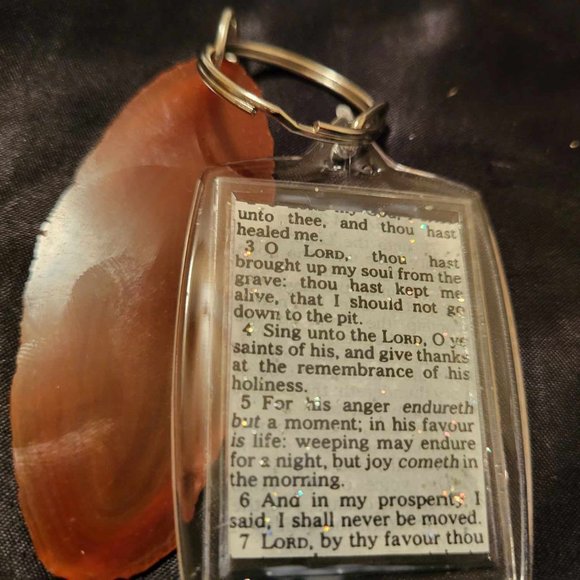 unto thee, and thou hast
healed me.
3 O LORD, thou hast
brought up my soul from the
grave: thou hast kept me
alive, that I should not go
down to the pit.
4 Sing unto the LORD, O ye
saints of his, and give thanks
at the remembrance of his
holiness.
5 For his anger endureth
but a moment; in his favour
is life: weeping may endure
for a night, but joy cometh in
the morning.
6 And in my prosperity I
said, I shall never be moved.
7 LORD, by thy favour thou